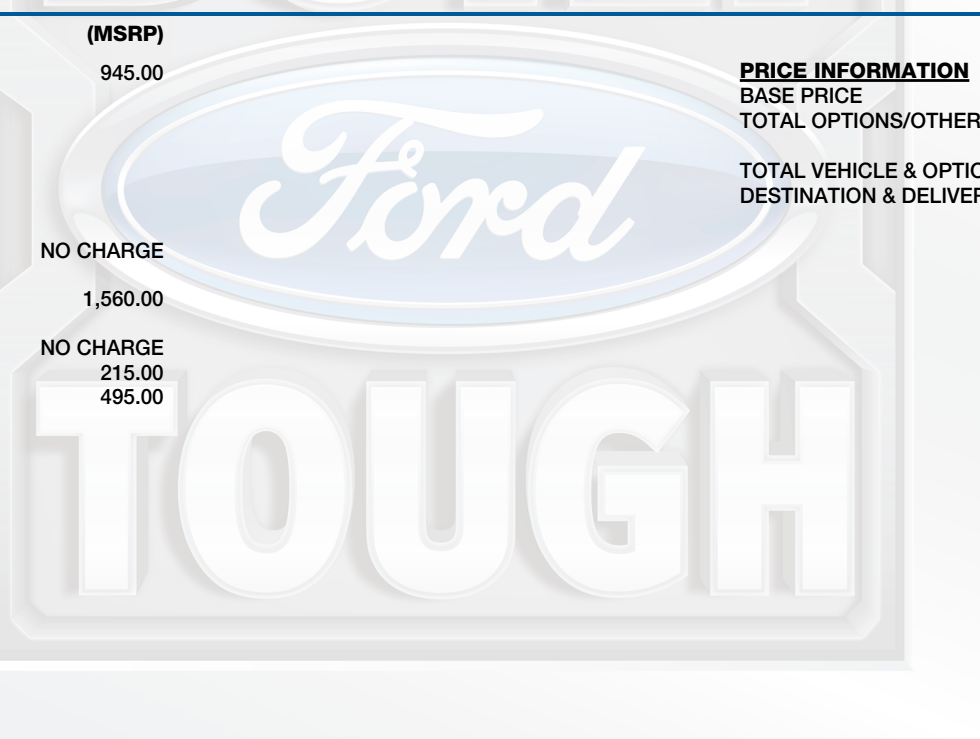 (MSRP)
945.00
NO CHARGE
1,560.00
NO CHARGE
215.00
495.00
PRICE INFORMATION
BASE PRICE
TOTAL OPTIONS/OTHER
TOTAL VEHICLE & OPTIO
DESTINATION & DELIVER
Ford
TOUGH